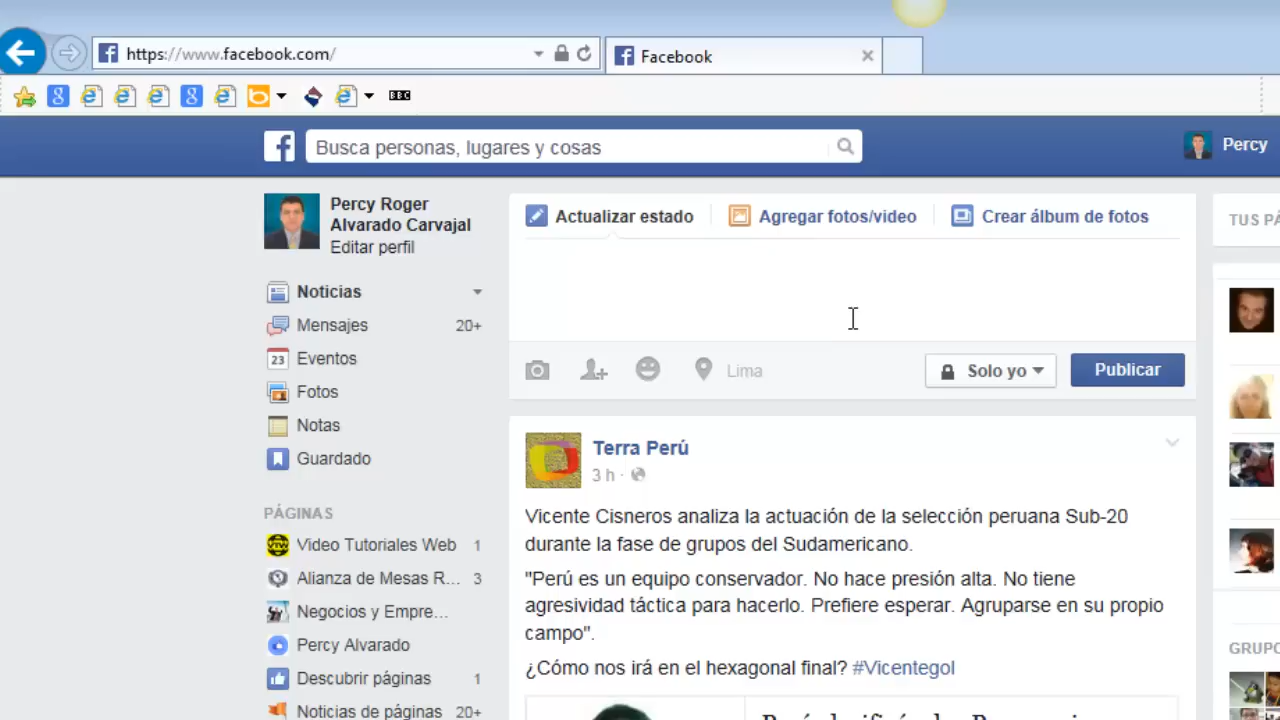 https://www.facebook.com/
Facebook
BBC
Busca personas, lugares y cosas
Percy
Percy Roger
Alvarado Carvajal
Editar perfil
Actualizar estado
Agregar fotos/video
Crear álbum de fotos
Noticias
Mensajes 20+
23 Eventos
Fotos
Notas
Guardado
Lima
Solo yo
Publicar
PÁGINAS
Video Tutoriales Web 1
Alianza de Mesas R... 3
Negocios y Empre...
Percy Alvarado
Descubrir páginas 1
Noticias de páginas 20+
Terra Perú
3 h ·
Vicente Cisneros analiza la actuación de la selección peruana Sub-20
durante la fase de grupos del Sudamericano.
"Perú es un equipo conservador. No hace presión alta. No tiene
agresividad táctica para hacerlo. Prefiere esperar. Agruparse en su propio
campo".
¿Cómo nos irá en el hexagonal final? #Vicentegol
TUS PÁ
GRUPO